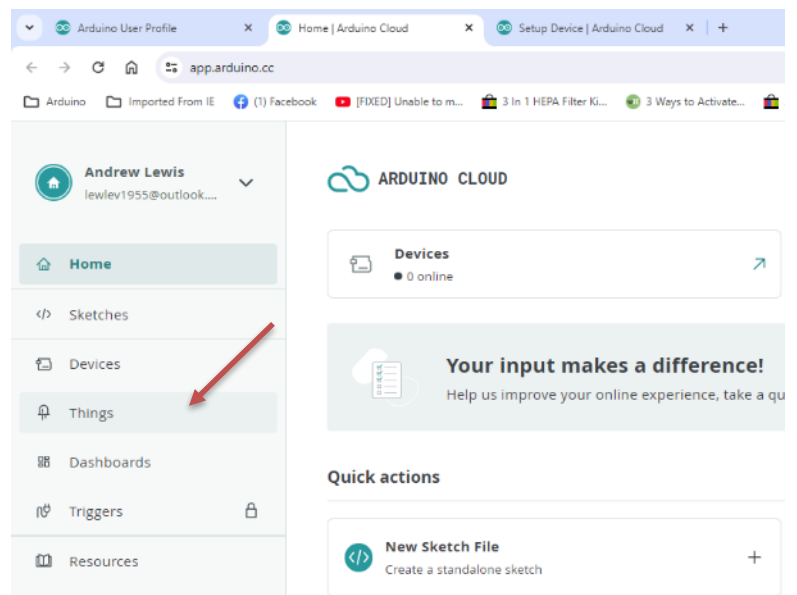 Arduino User Profile
Home | Arduino Cloud
Setup Device | Arduino Cloud
app.arduino.cc
Arduino
Imported From IE
(1) Facebook
[FIXED] Unable to m...
3 In 1 HEPA Filter Ki...
3 Ways to Activate...
Andrew Lewis
lewlev1955@outlook....
Home
Sketches
Devices
Things
Dashboards
Triggers
Resources
ARDUINO CLOUD
Devices
0 online
Your input makes a difference!
Help us improve your online experience, take a qu
Quick actions
New Sketch File
Create a standalone sketch